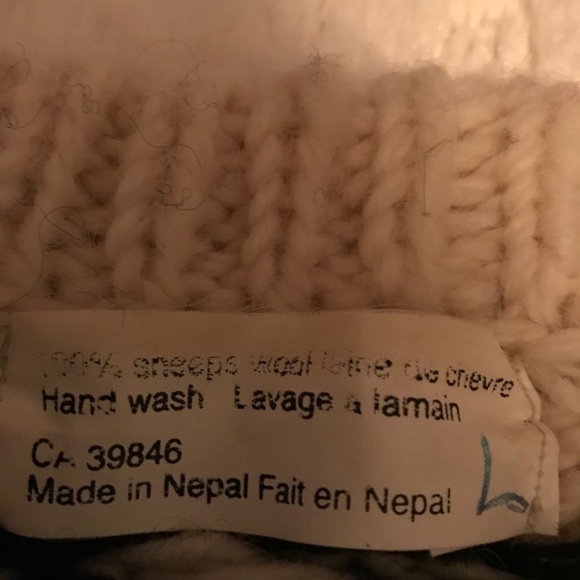 100% sheeps wool laine de chevre
Hand wash Lavage a lamain
CA 39846
Made in Nepal Fait en Nepal L